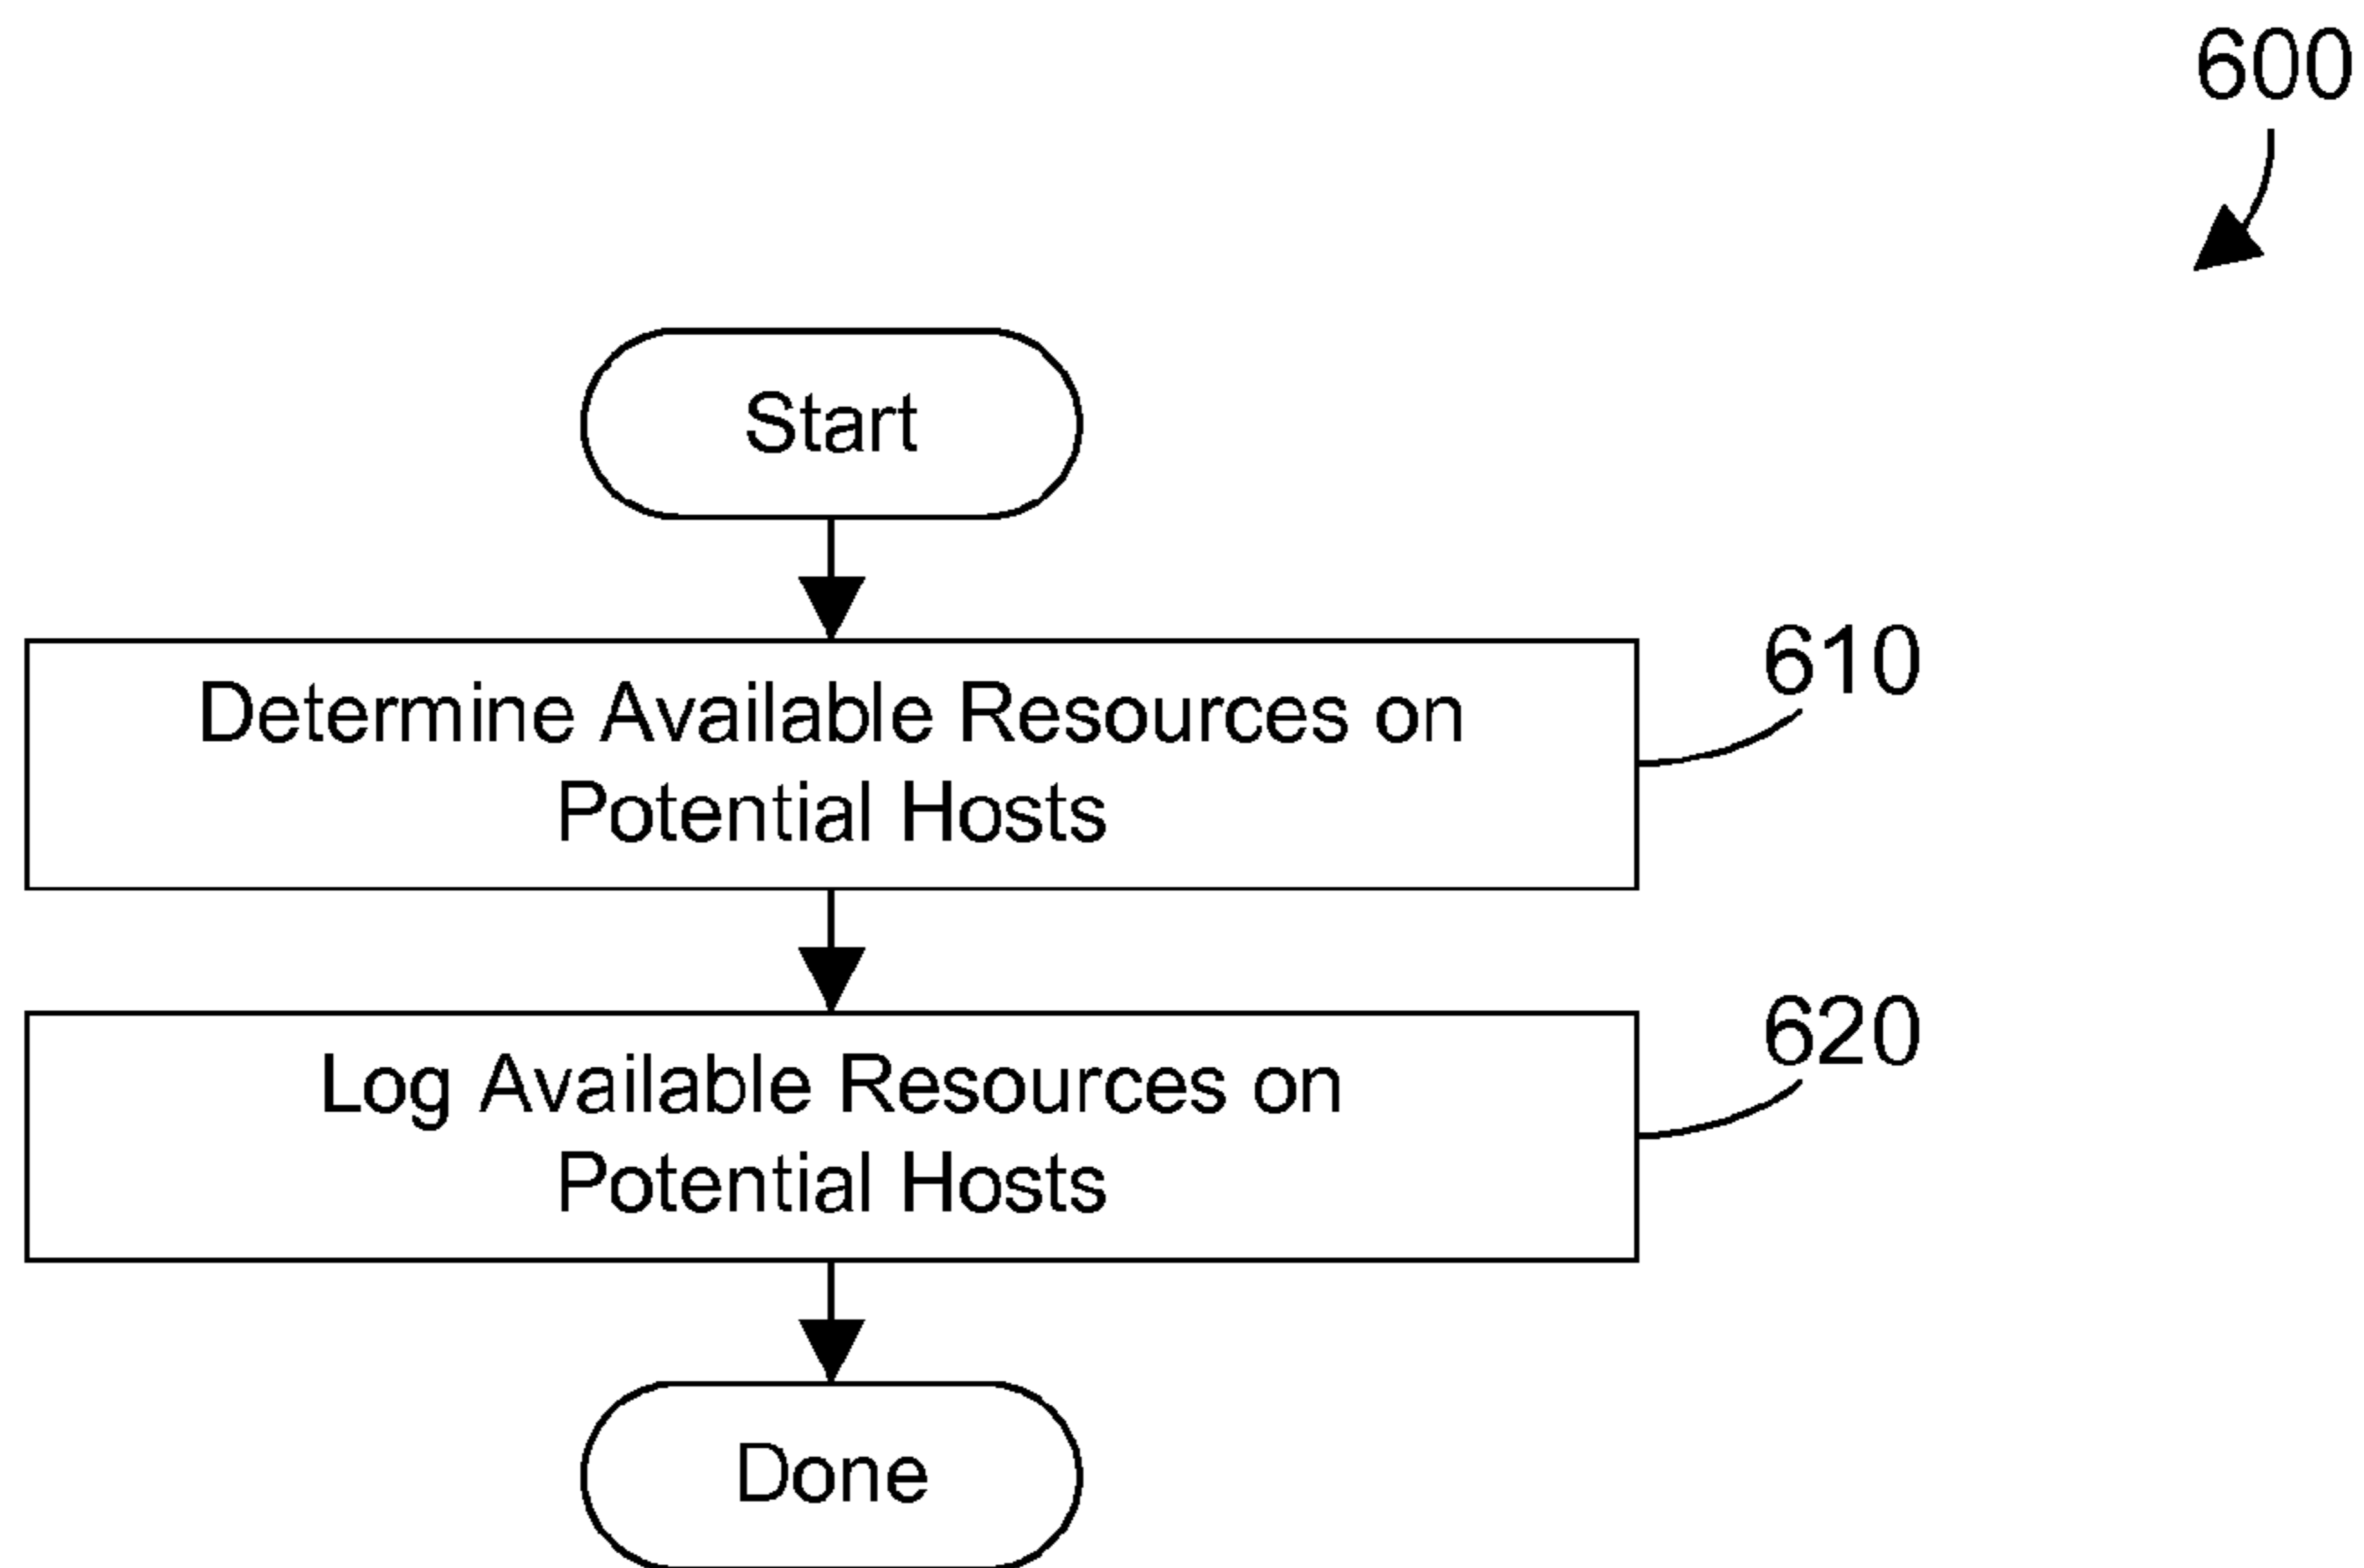 600
Start
Determine Available Resources on
Potential Hosts
610
Log Available Resources on
Potential Hosts
620
Done